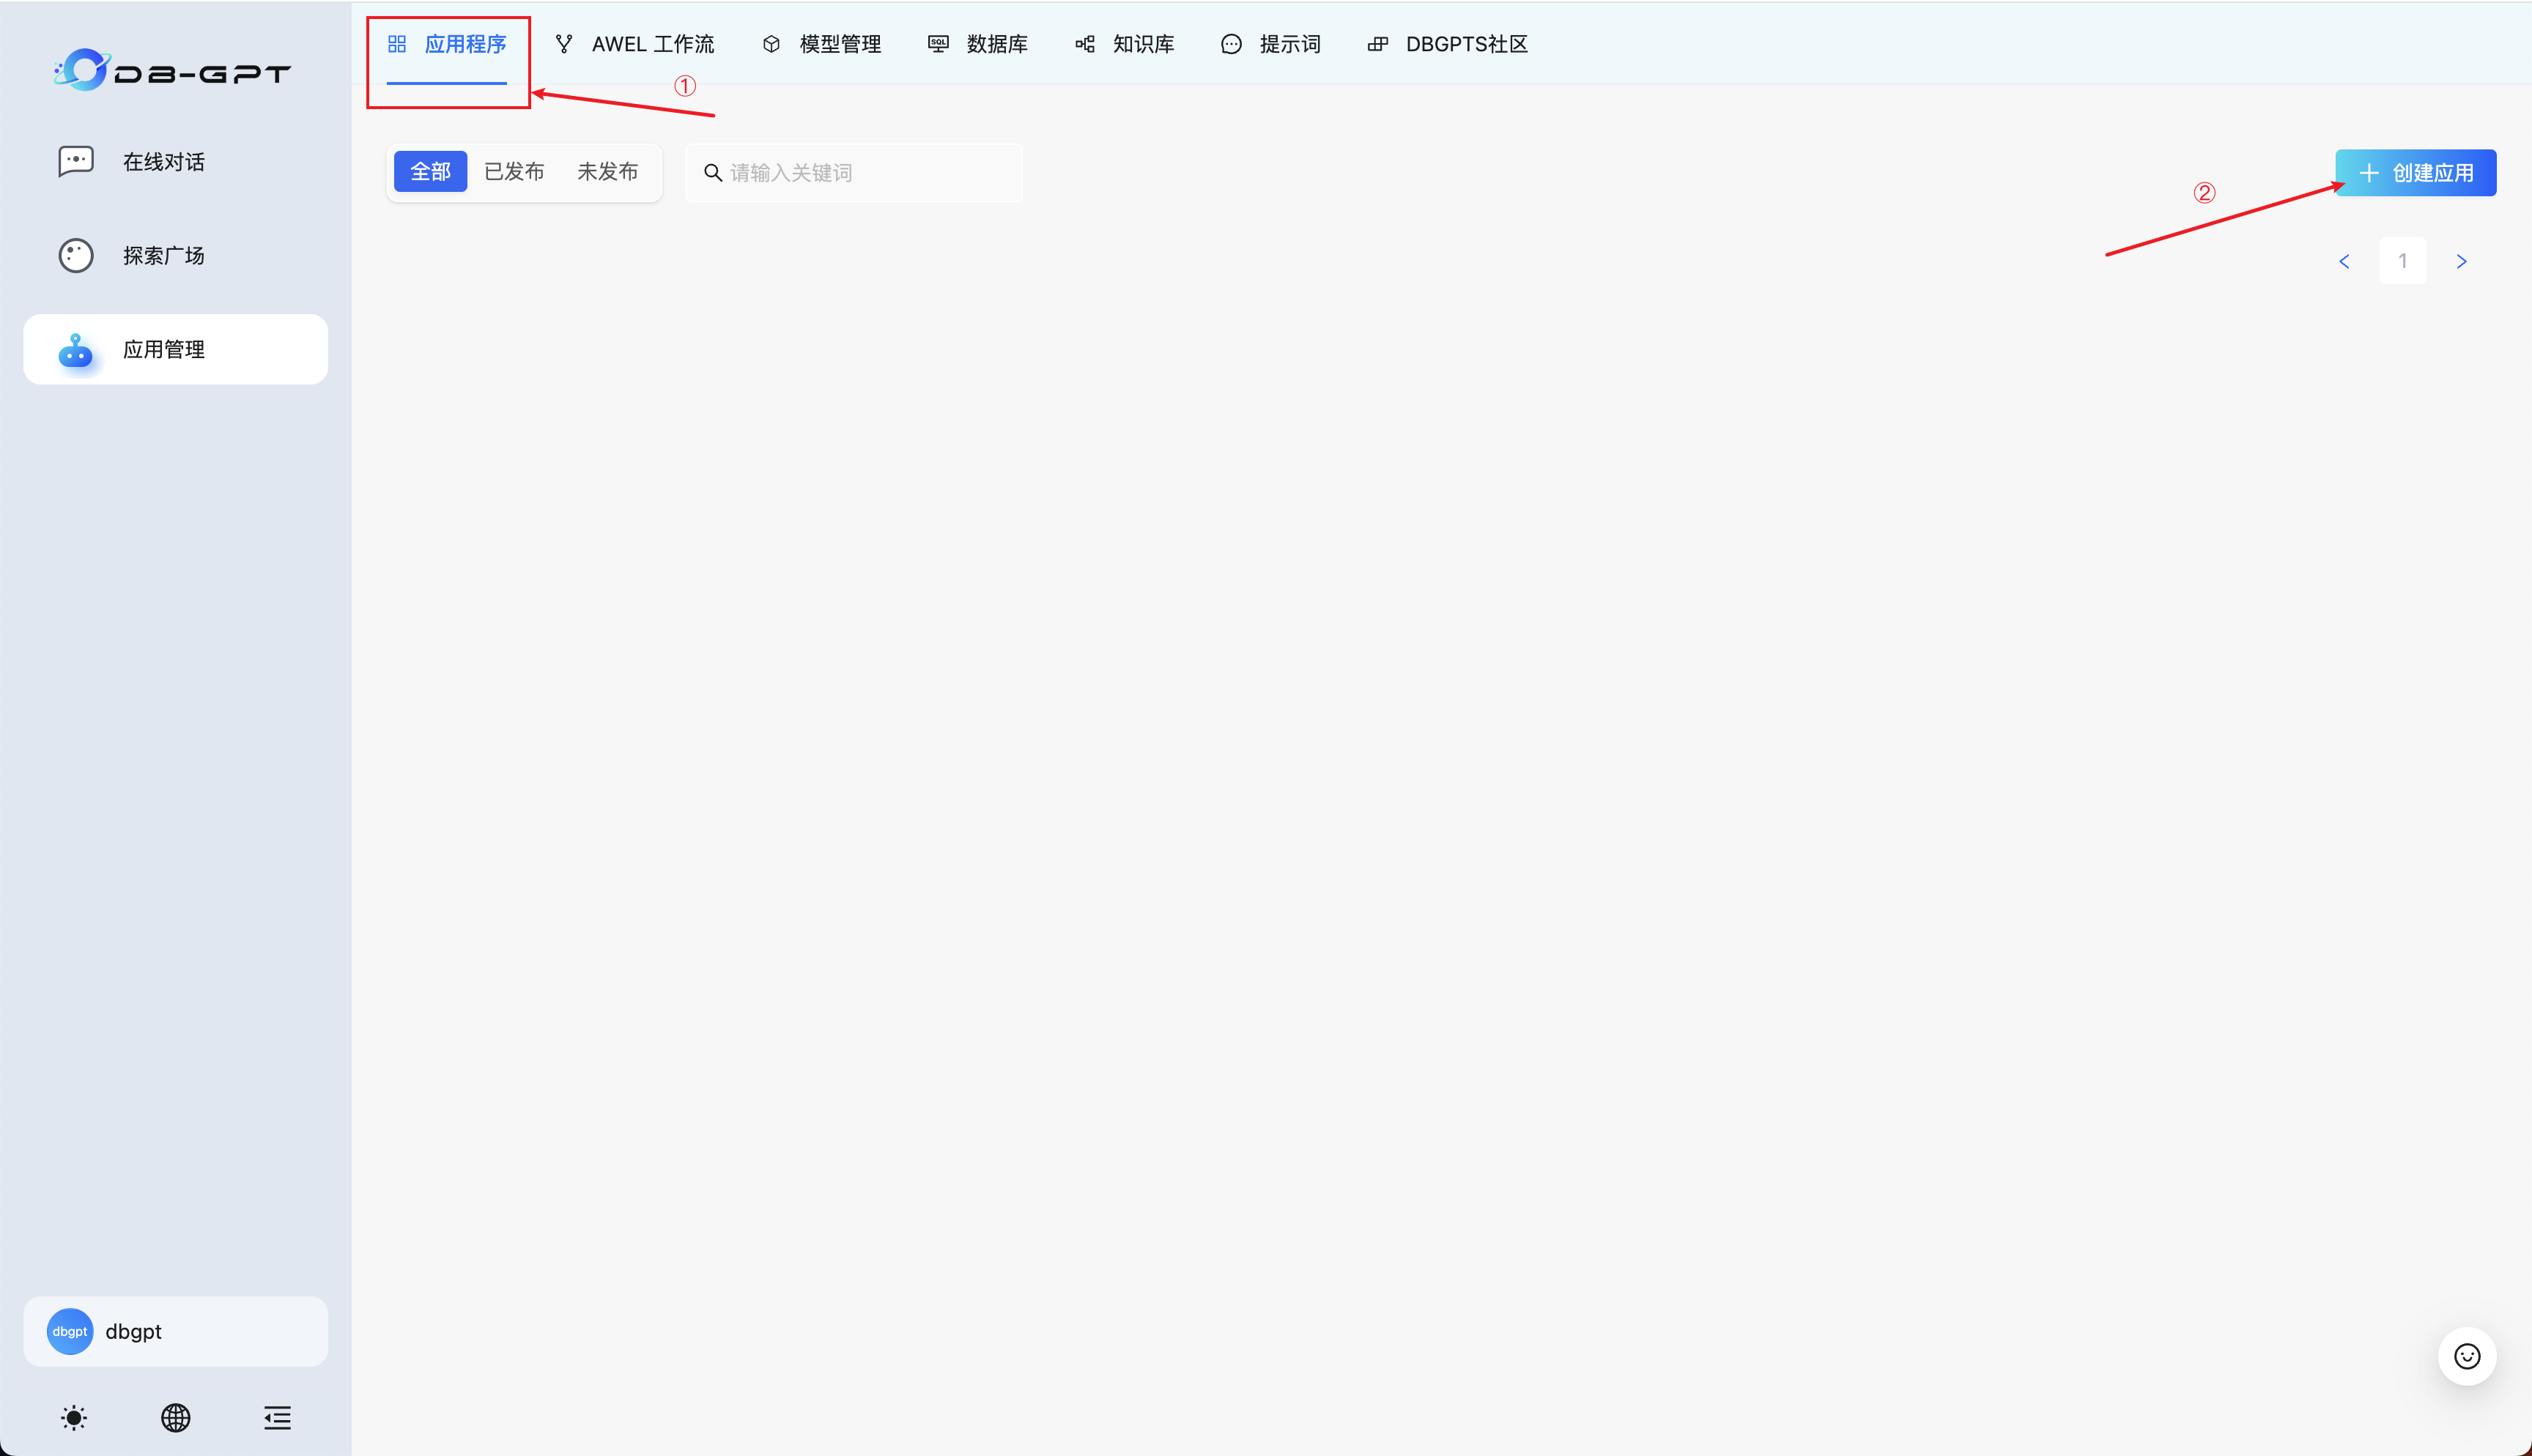 DB-GPT
在线对话
探索广场
应用管理
dbgpt
dbgpt
应用程序
AWEL 工作流
模型管理
SQL
数据库
知识库
提示词
DBGPTS社区
①
全部
已发布
未发布
请输入关键词
②
创建应用
1